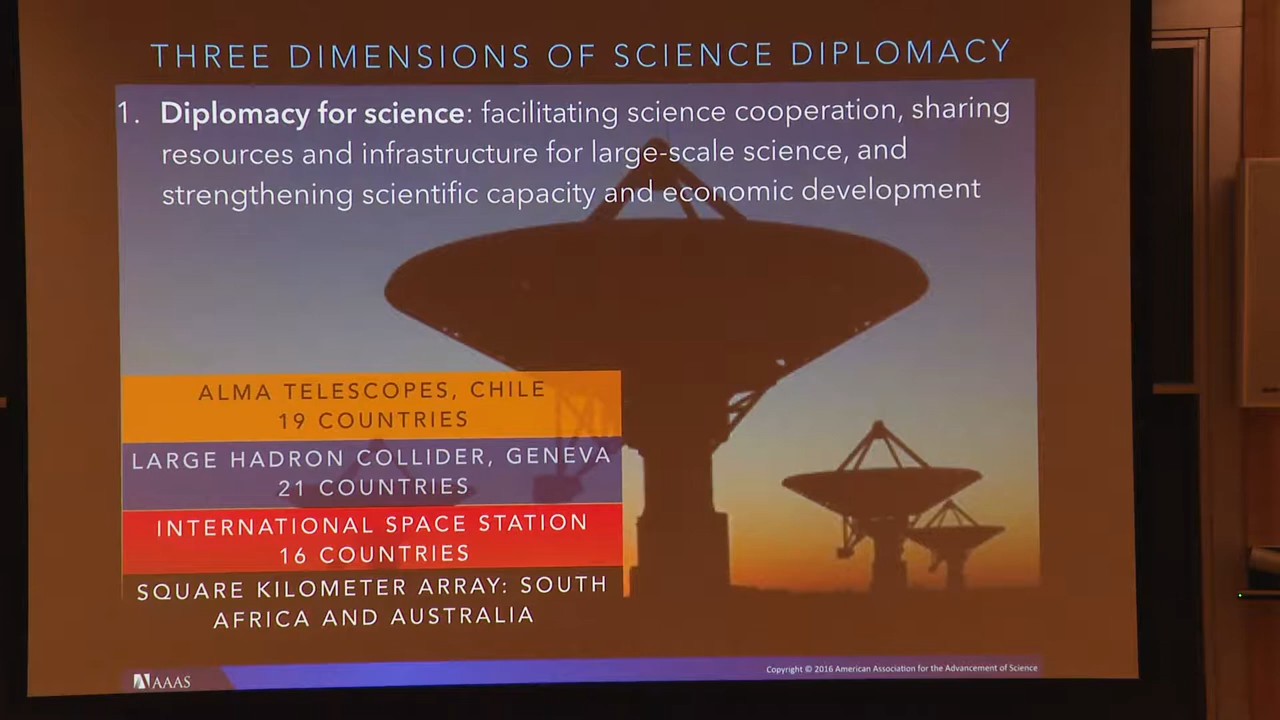 THREE DIMENSIONS OF SCIENCE DIPLOMACY
1. Diplomacy for science: facilitating science cooperation, sharing
resources and infrastructure for large-scale science, and
strengthening scientific capacity and economic development
ALMA TELESCOPES, CHILE
19 COUNTRIES
LARGE HADRON COLLIDER, GENEVA
21 COUNTRIES
INTERNATIONAL SPACE STATION
16 COUNTRIES
SQUARE KILOMETER ARRAY: SOUTH
AFRICA AND AUSTRALIA
AAAS
Copyright © 2016 American Association for the Advancement of Science